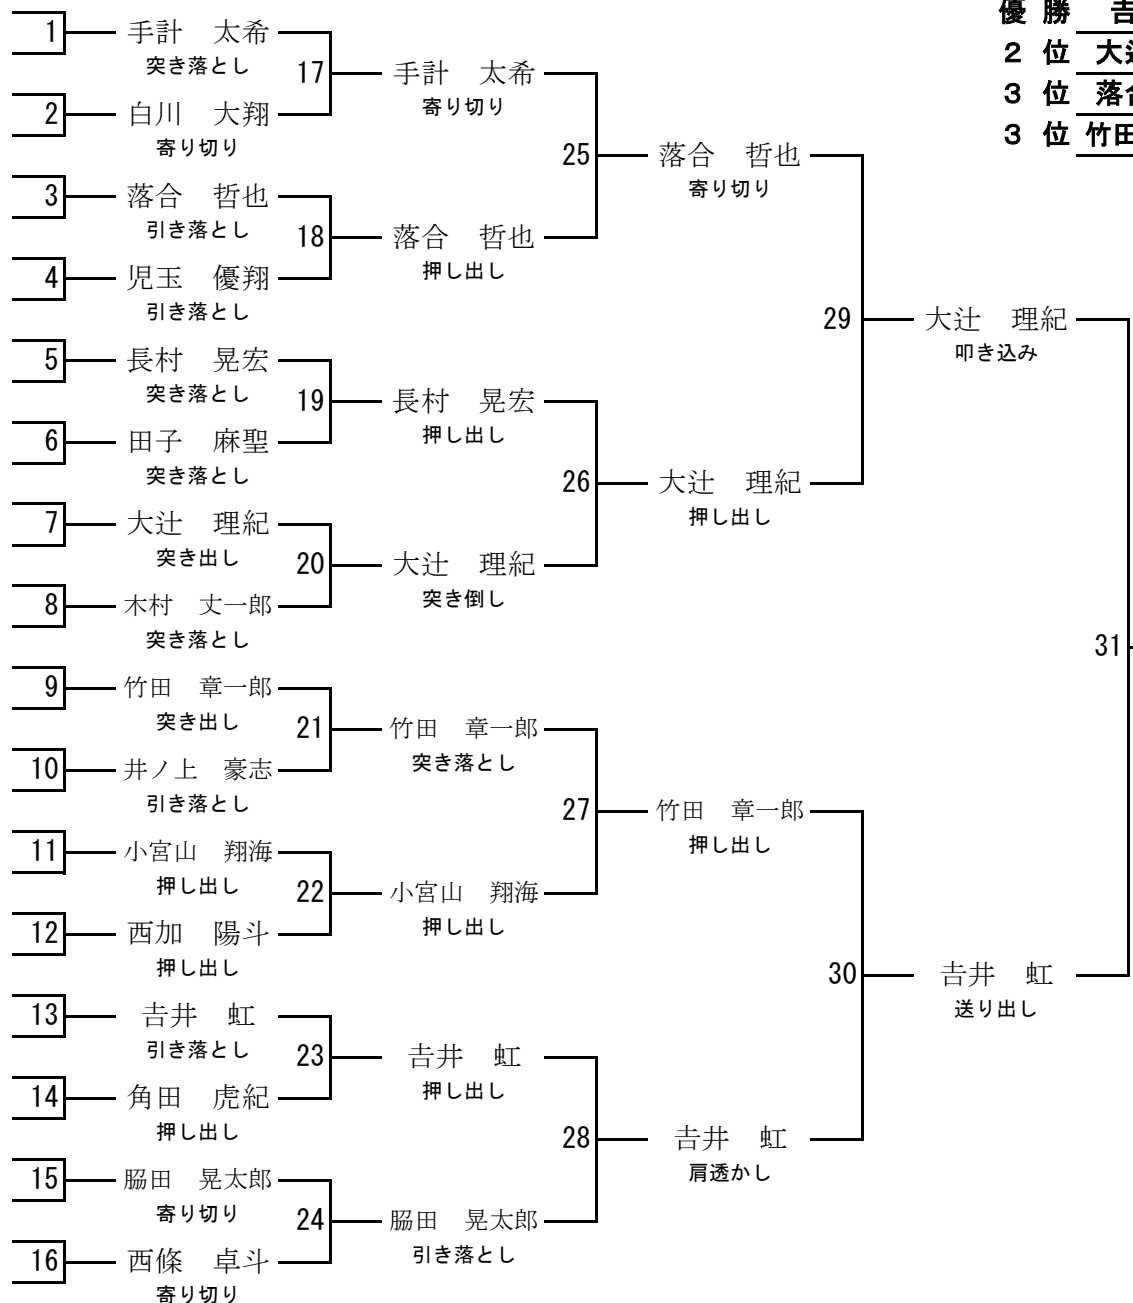 優 勝 吉
2 位 大辻
3 位 落合
3 位 竹田
1 手計 太希
突き落とし
17 手計 太希
寄り切り
2 白川 大翔
寄り切り
25 落合 哲也
寄り切り
3 落合 哲也
引き落とし
18 落合 哲也
押し出し
4 児玉 優翔
引き落とし
29 大辻 理紀
叩き込み
5 長村 晃宏
突き落とし
19 長村 晃宏
押し出し
6 田子 麻聖
突き落とし
26 大辻 理紀
押し出し
7 大辻 理紀
突き出し
20 大辻 理紀
突き倒し
8 木村 丈一郎
突き落とし
31
9 竹田 章一郎
突き出し
21 竹田 章一郎
突き落とし
10 井ノ上 豪志
引き落とし
27 竹田 章一郎
押し出し
11 小宮山 翔海
押し出し
22 小宮山 翔海
押し出し
12 西加 陽斗
押し出し
30 吉井 虹
送り出し
13 吉井 虹
引き落とし
23 吉井 虹
押し出し
14 角田 虎紀
押し出し
28 吉井 虹
肩透かし
15 脇田 晃太郎
寄り切り
24 脇田 晃太郎
引き落とし
16 西條 卓斗
寄り切り